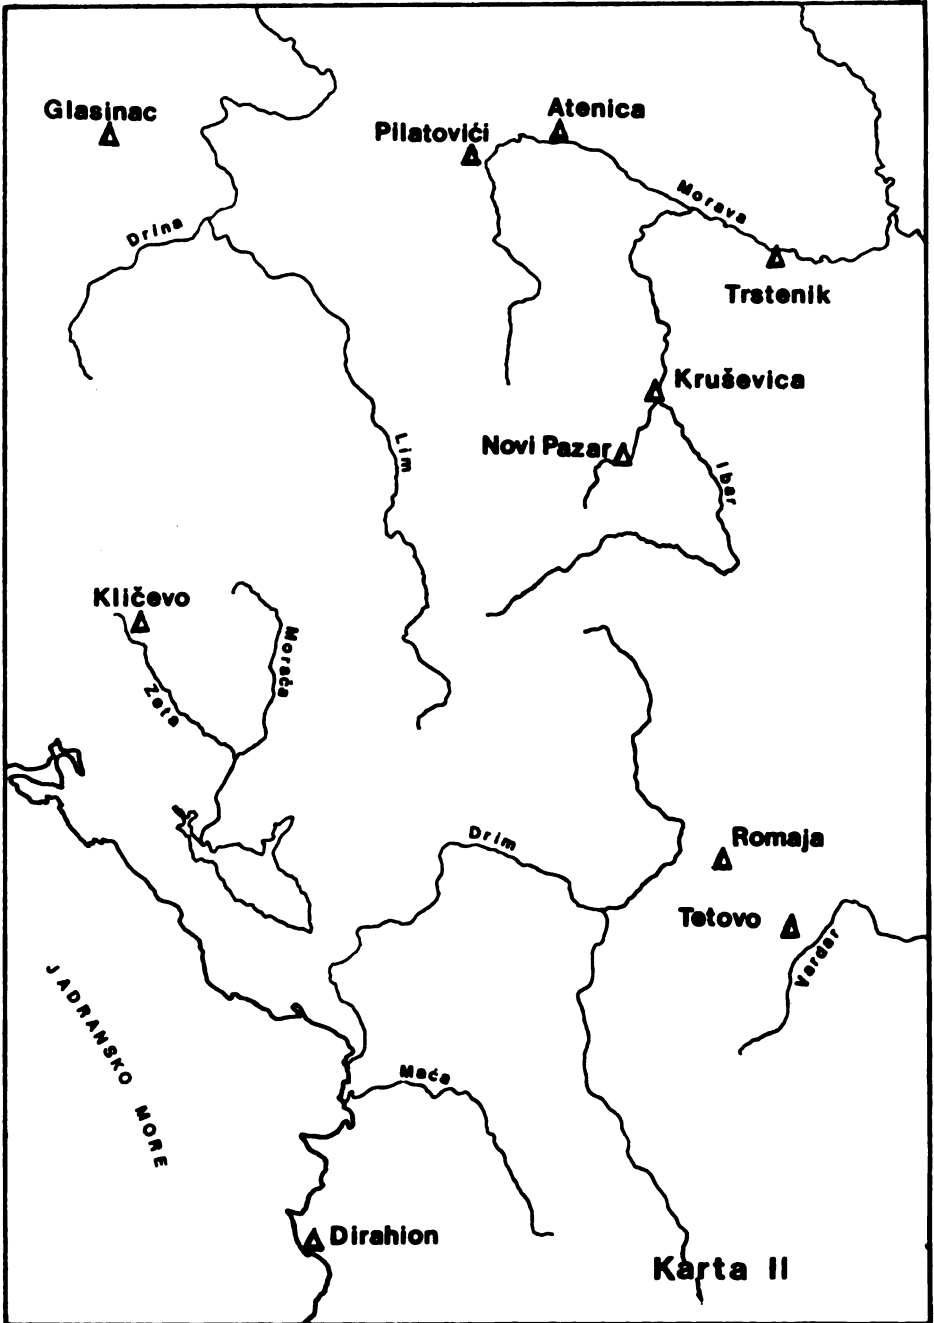 Glasinac
Atenica
Pilatovići
Morava
Drina
Trstenik
Kruševica
Lim
Novi Pazar
Ibar
Kličevo
Morača
Zeta
Drim
Romaja
Tetovo
Vardar
JADRANSKO MORE
Maća
Dirahion
Karta II